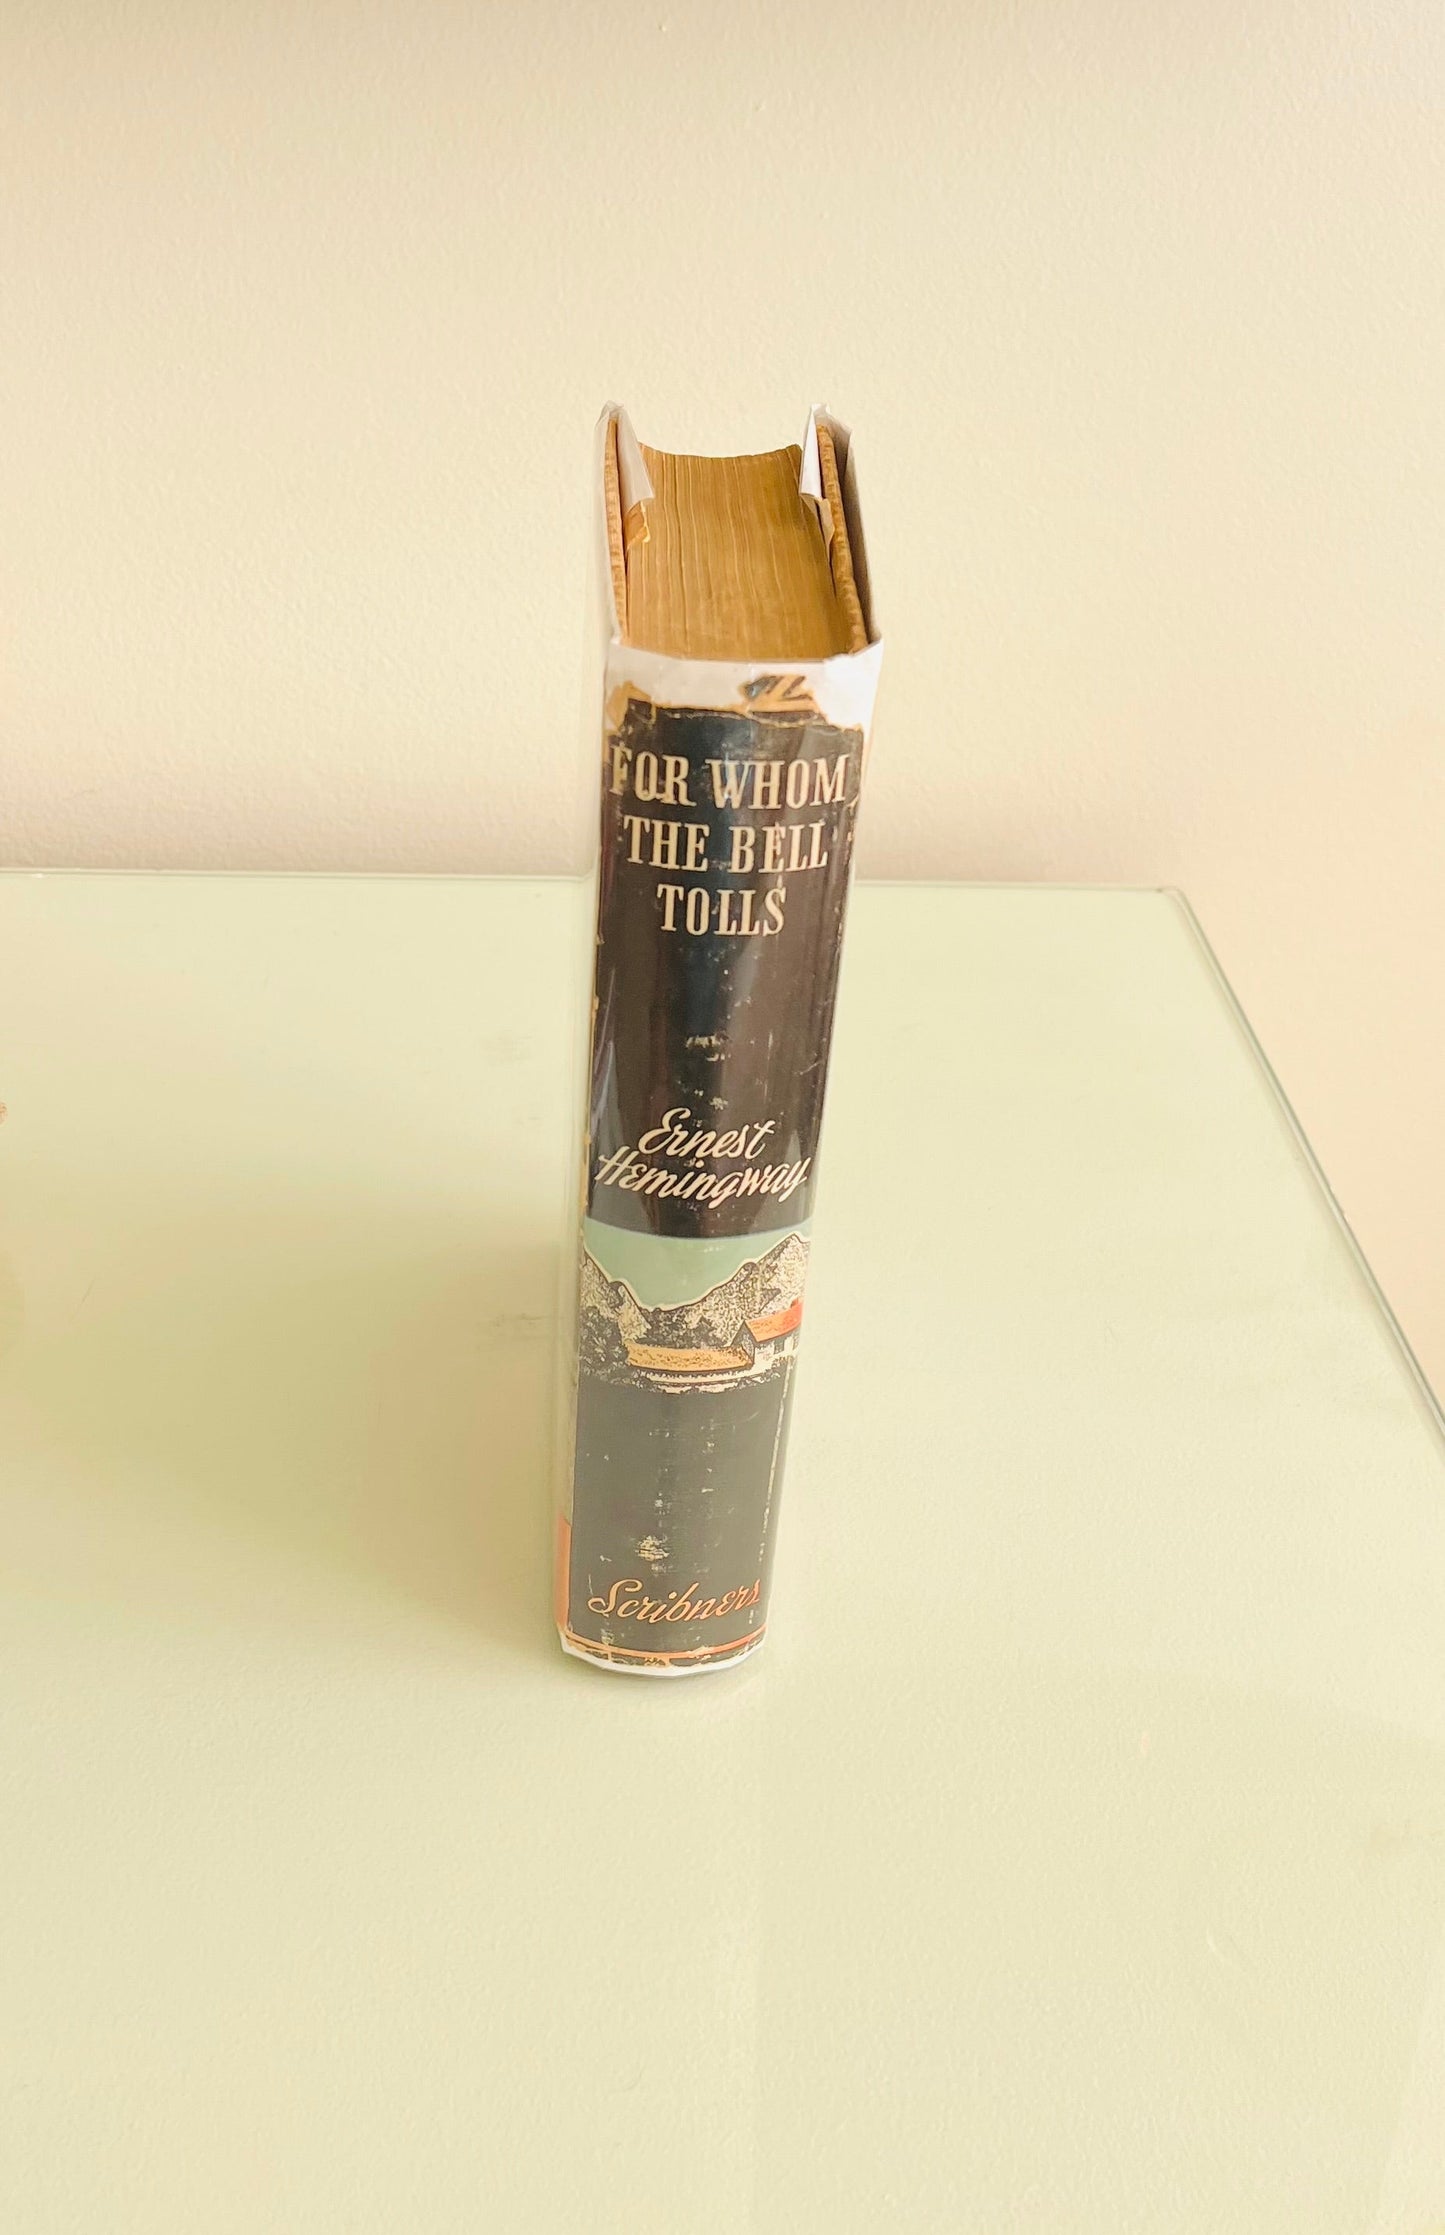 FOR WHOM
THE BELL
TOLLS
Ernest
Hemingway
Scribners